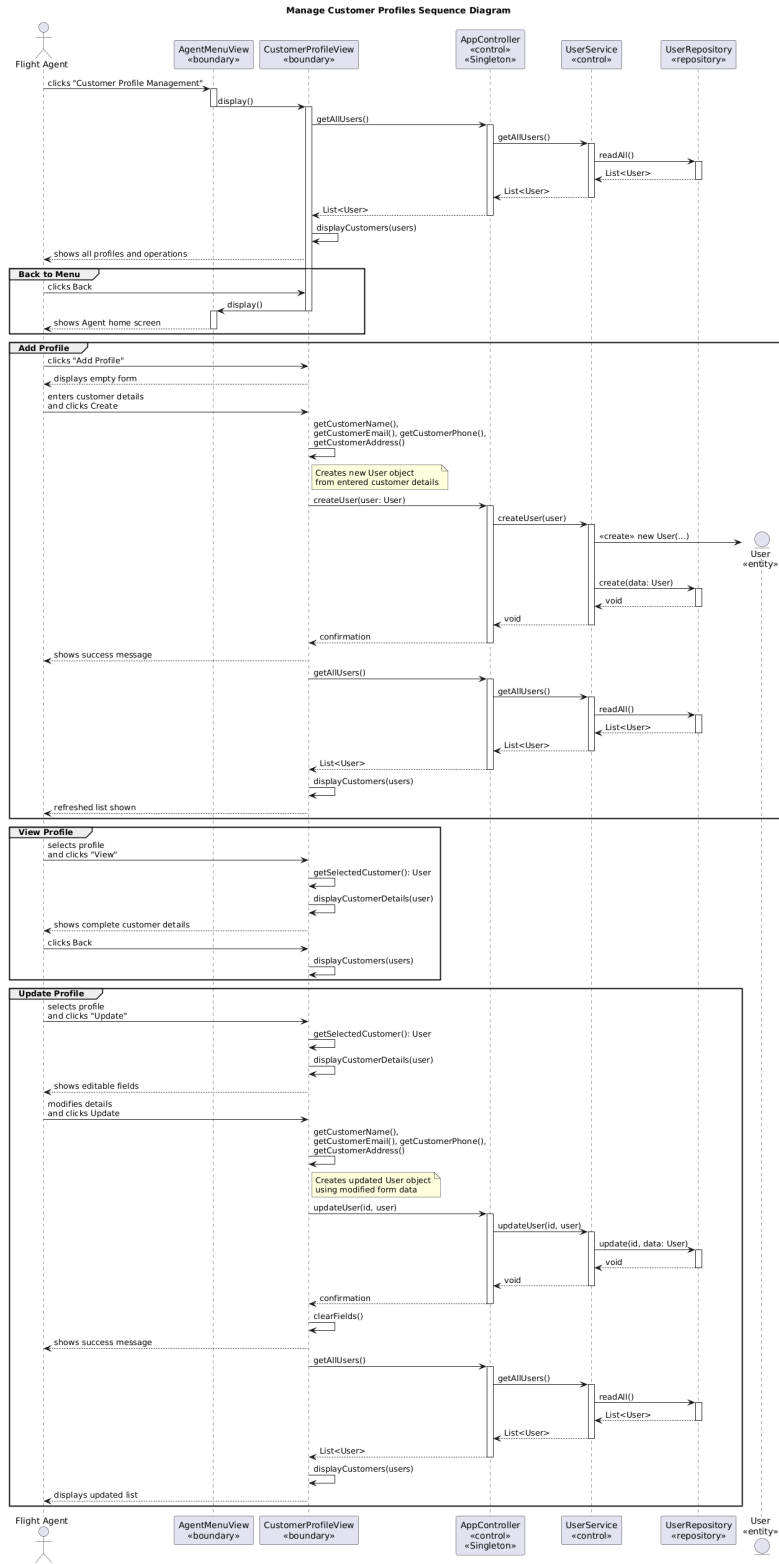 Manage Customer Profiles Sequence Diagram
Flight Agent
AgentMenuView
«boundary»
CustomerProfileView
«boundary»
AppController
«control»
«Singleton»
UserService
«control»
UserRepository
«repository»
clicks "Customer Profile Management"
display()
getAllUsers()
getAllUsers()
readAll()
List<User>
List<User>
List<User>
displayCustomers(users)
shows all profiles and operations
Back to Menu
clicks Back
display()
shows Agent home screen
Add Profile
clicks "Add Profile"
displays empty form
enters customer details
and clicks Create
getCustomerName(),
getCustomerEmail(), getCustomerPhone(),
getCustomerAddress()
Creates new User object
from entered customer details
createUser(user: User)
createUser(user)
«create» new User(...)
User
«entity»
create(data: User)
void
void
confirmation
shows success message
getAllUsers()
getAllUsers()
readAll()
List<User>
List<User>
List<User>
displayCustomers(users)
refreshed list shown
View Profile
selects profile
and clicks "View"
getSelectedCustomer(): User
displayCustomerDetails(user)
shows complete customer details
clicks Back
displayCustomers(users)
Update Profile
selects profile
and clicks "Update"
getSelectedCustomer(): User
displayCustomerDetails(user)
shows editable fields
modifies details
and clicks Update
getCustomerName(),
getCustomerEmail(), getCustomerPhone(),
getCustomerAddress()
Creates updated User object
using modified form data
updateUser(id, user)
updateUser(id, user)
update(id, data: User)
void
void
confirmation
clearFields()
shows success message
getAllUsers()
getAllUsers()
readAll()
List<User>
List<User>
List<User>
displayCustomers(users)
displays updated list
Flight Agent
AgentMenuView
«boundary»
CustomerProfileView
«boundary»
AppController
«control»
«Singleton»
UserService
«control»
UserRepository
«repository»
User
«entity»